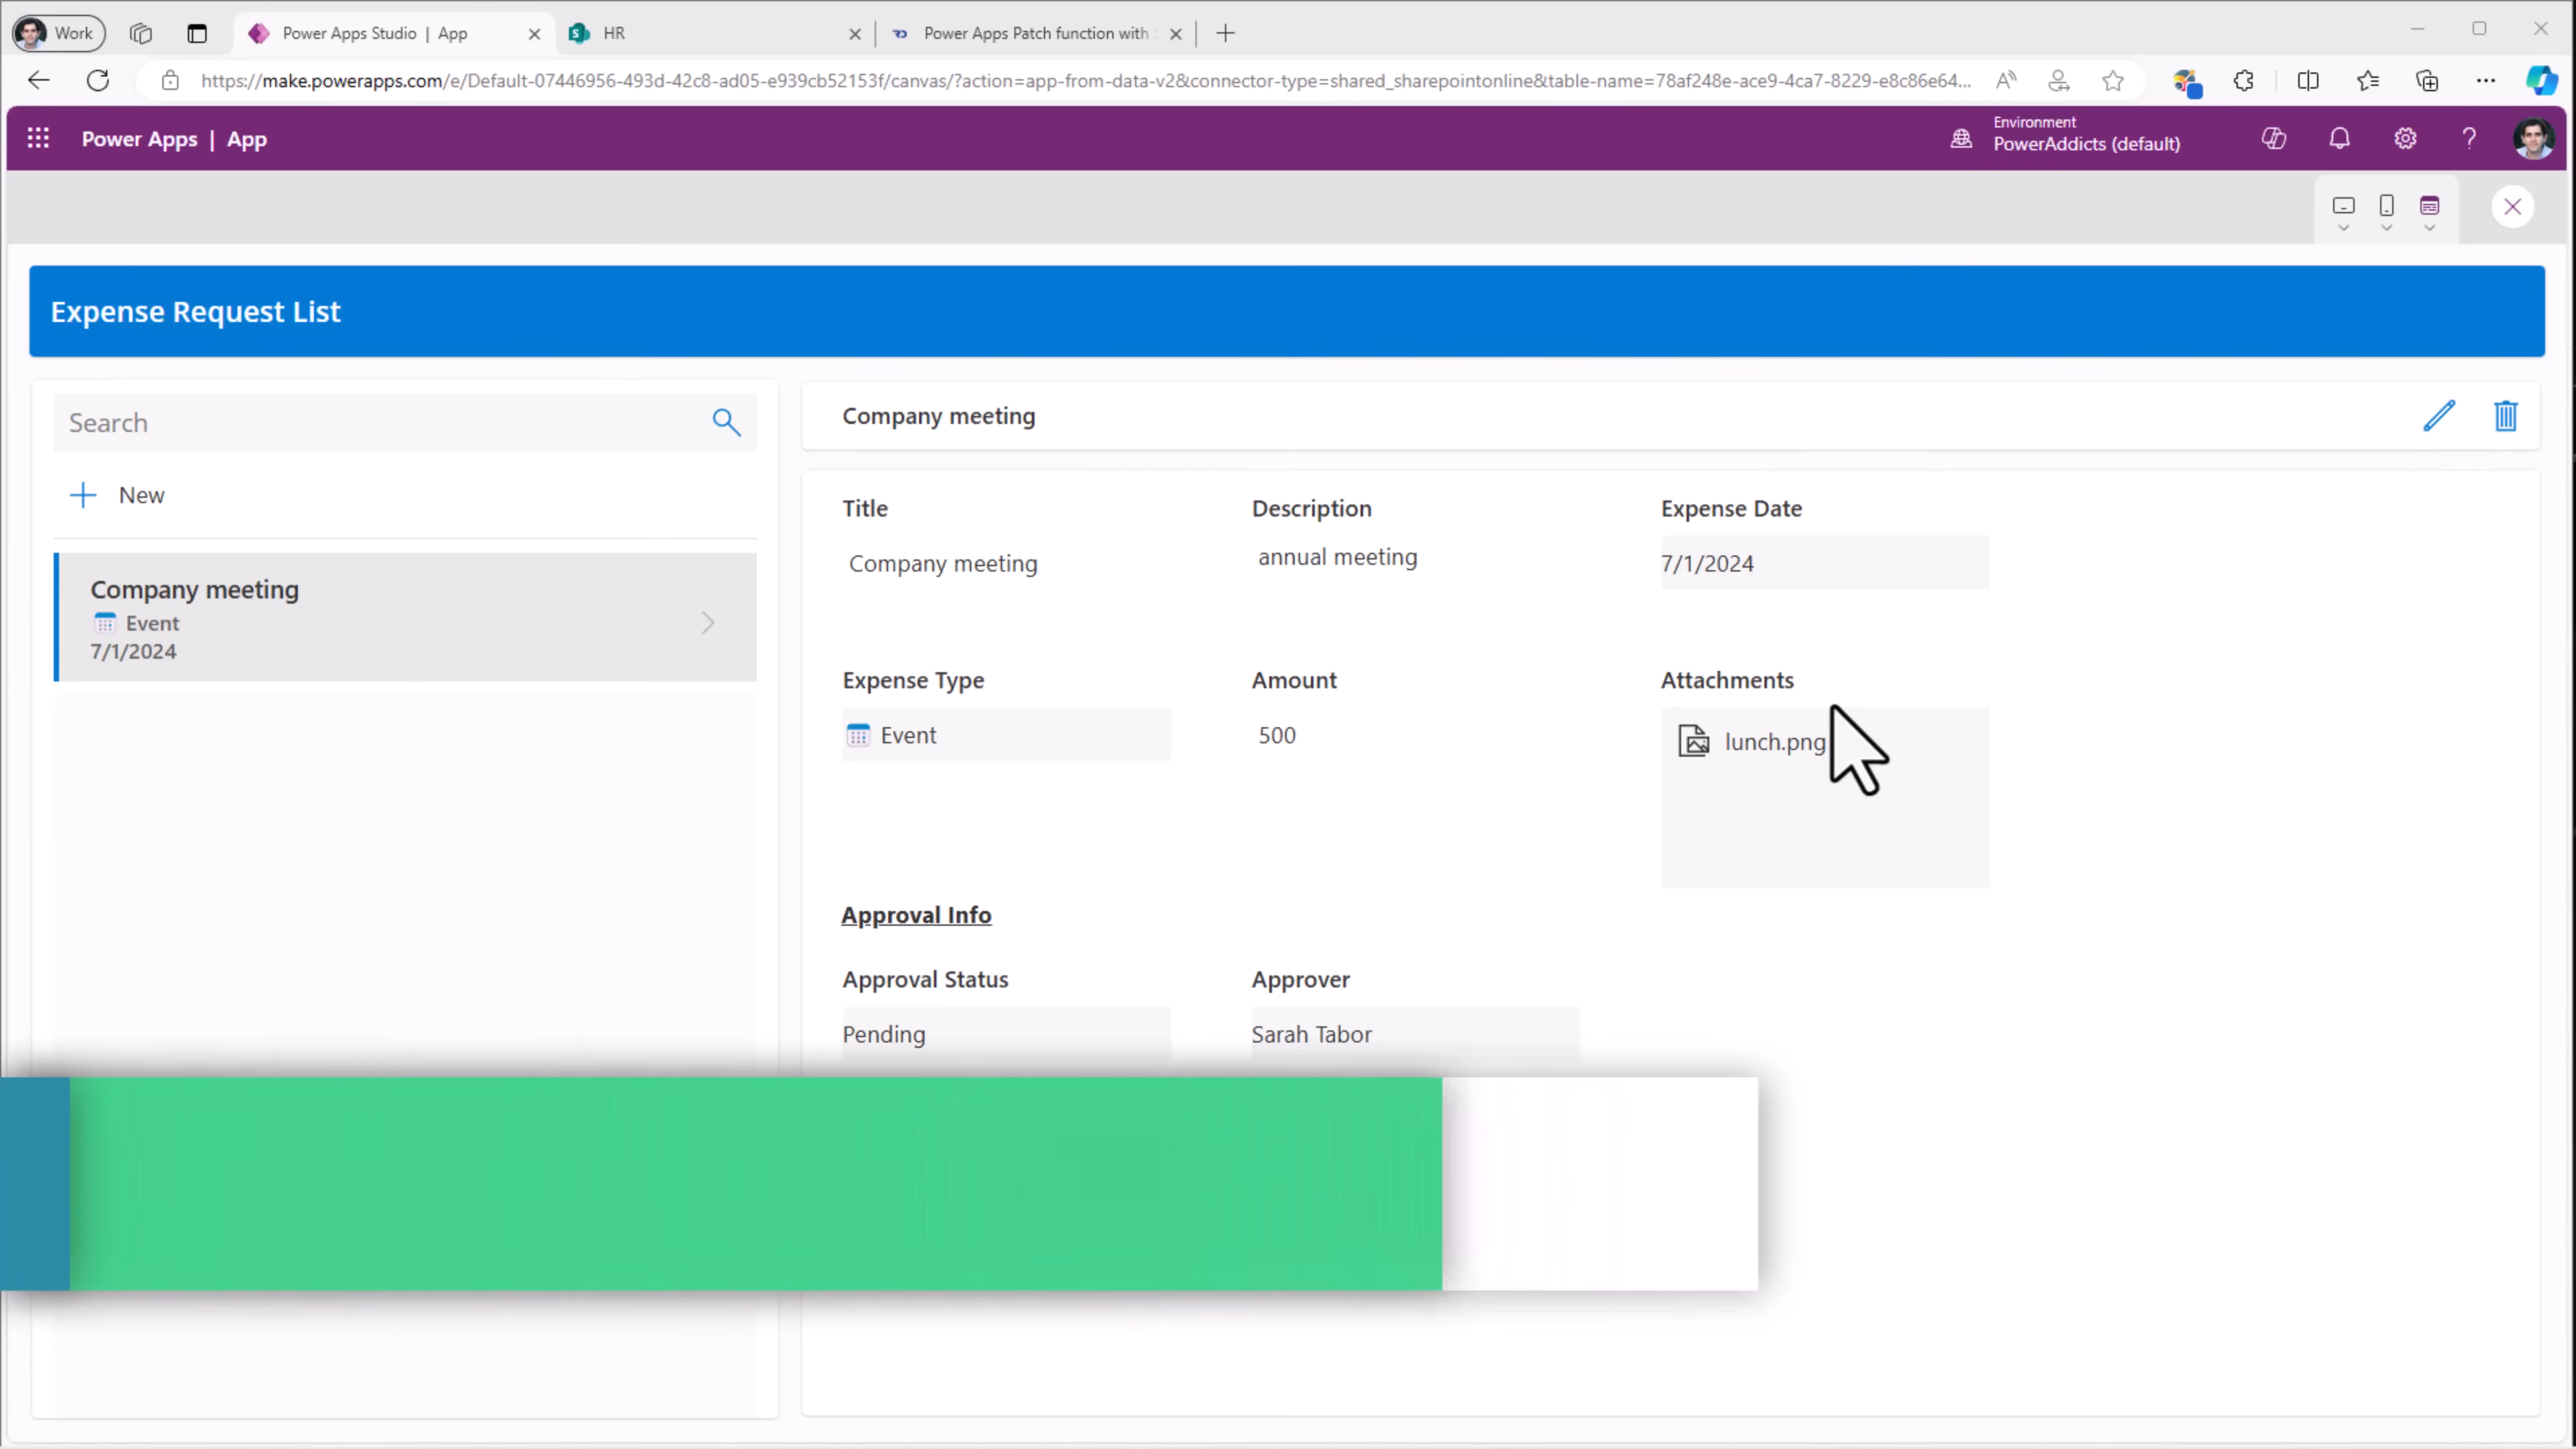 Work
Power Apps Studio | App
HR
Power Apps Patch function with
https://make.powerapps.com/e/Default-07446956-493d-42c8-ad05-e939cb52153f/canvas/?action=app-from-data-v2&connector-type=shared_sharepointonline&table-name=78af248e-ace9-4ca7-8229-e8c86e64...
Power Apps | App
Environment
PowerAddicts (default)
Expense Request List
Search
New
Company meeting
Event
7/1/2024
Company meeting
Title
Description
Expense Date
Company meeting
annual meeting
7/1/2024
Expense Type
Amount
Attachments
Event
500
lunch.png
Approval Info
Approval Status
Approver
Pending
Sarah Tabor